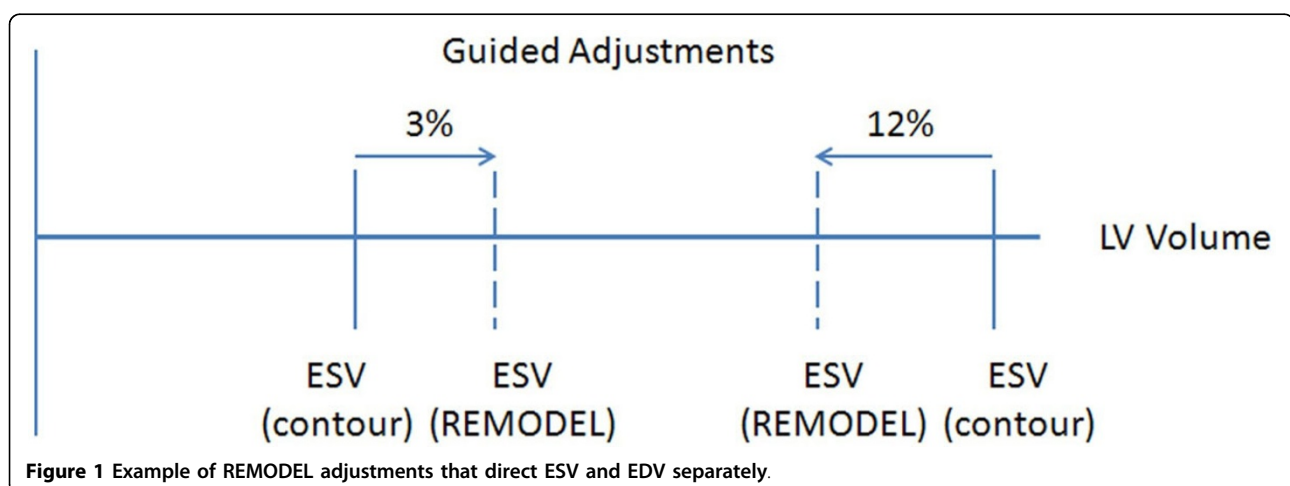 Guided Adjustments
3% 12%
LV Volume
ESV ESV ESV ESV
(contour) (REMODEL) (REMODEL) (contour)
Figure 1 Example of REMODEL adjustments that direct ESV and EDV separately.